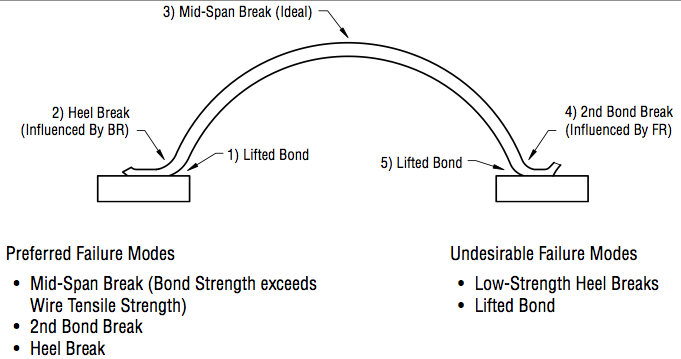 3) Mid-Span Break (Ideal)
2) Heel Break
(Influenced By BR)
1) Lifted Bond
4) 2nd Bond Break
(Influenced By FR)
5) Lifted Bond
Preferred Failure Modes
• Mid-Span Break (Bond Strength exceeds
Wire Tensile Strength)
• 2nd Bond Break
• Heel Break
Undesirable Failure Modes
• Low-Strength Heel Breaks
• Lifted Bond